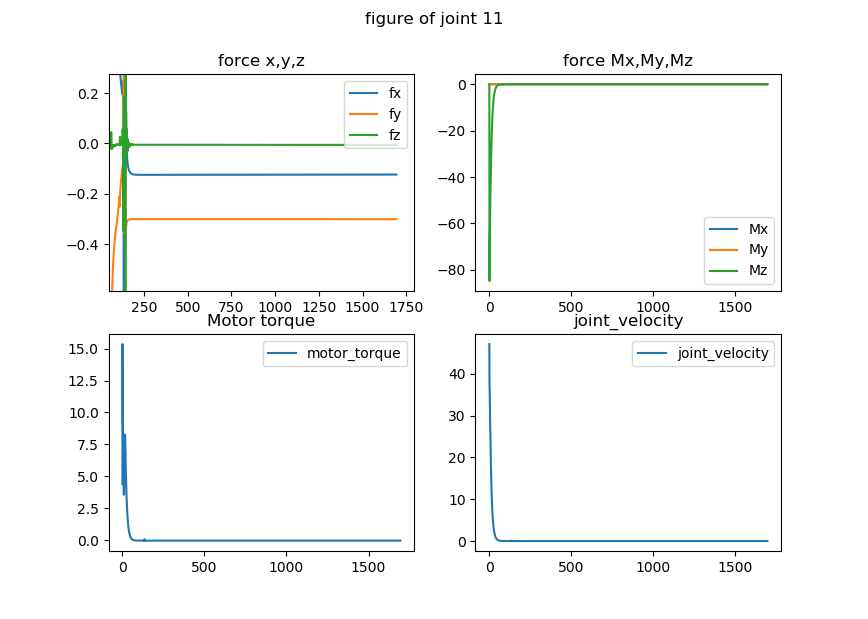 figure of joint 11
force x,y,z
0.2
0.0
−0.2
−0.4
fx
fy
fz
250 500 750 1000 1250 1500 1750
force Mx,My,Mz
0
−20
−40
−60
−80
Mx
My
Mz
0 500 1000 1500
Motor torque
15.0
12.5
10.0
7.5
5.0
2.5
0.0
motor_torque
0 500 1000 1500
joint_velocity
40
30
20
10
0
joint_velocity
0 500 1000 1500